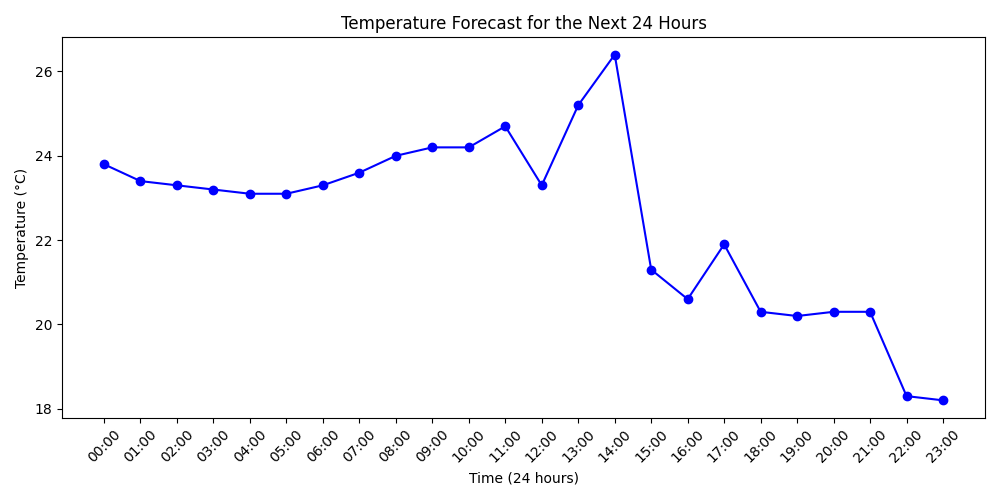 Temperature Forecast for the Next 24 Hours
Temperature (°C)
26
24
22
20
18
00:00 01:00 02:00 03:00 04:00 05:00 06:00 07:00 08:00 09:00 10:00 11:00 12:00 13:00 14:00 15:00 16:00 17:00 18:00 19:00 20:00 21:00 22:00 23:00
Time (24 hours)